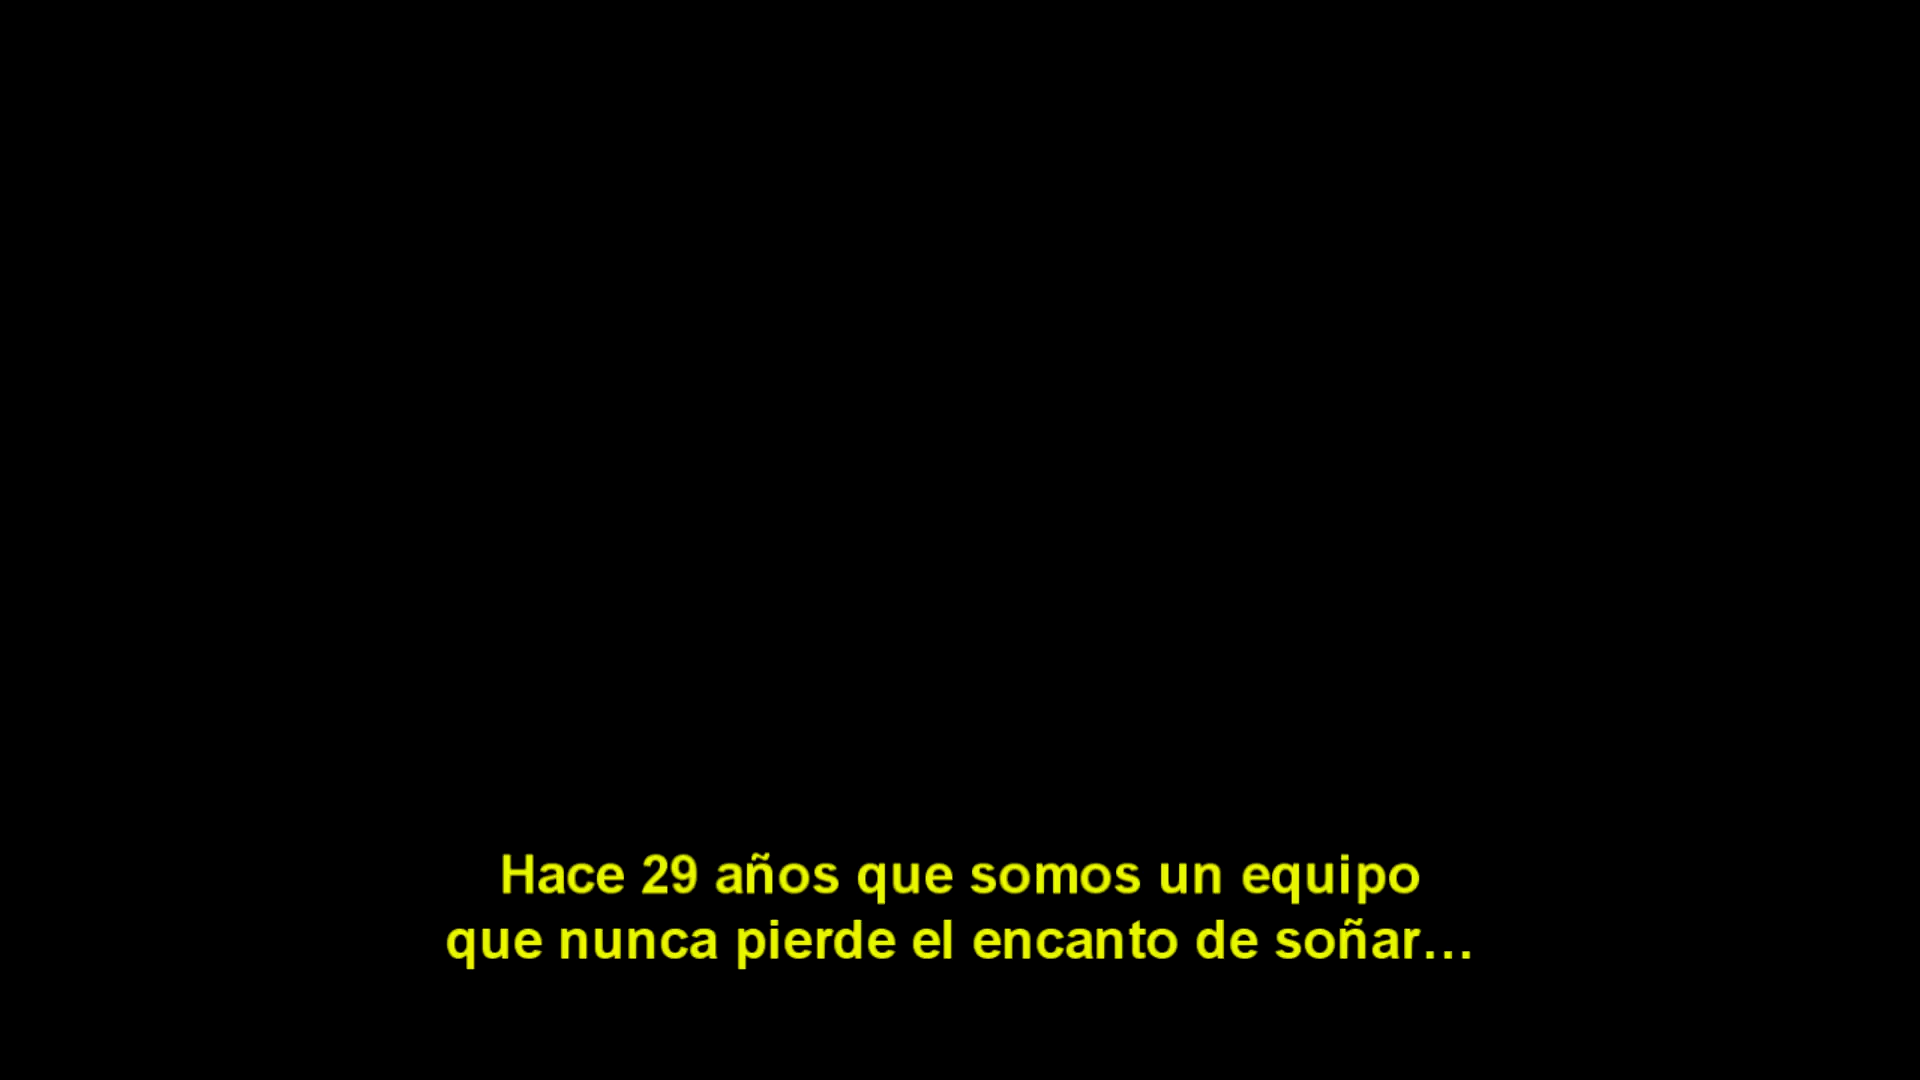 Hace 29 años que somos un equipo
que nunca pierde el encanto de soñar...